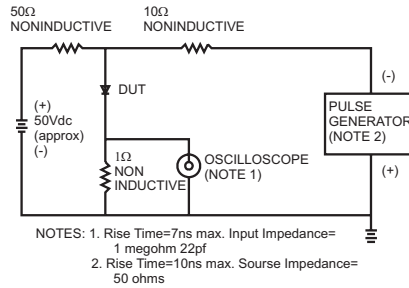 50Ω
NONINDUCTIVE
10Ω
NONINDUCTIVE
DUT
(+)
50Vdc
(approx)
(-)
1Ω
NON
INDUCTIVE
OSCILLOSCOPE
(NOTE 1)
(-)
PULSE
GENERATOR
(NOTE 2)
(+)
NOTES: 1. Rise Time=7ns max. Input Impedance=
1 megohm 22pf
2. Rise Time=10ns max. Sourse Impedance=
50 ohms